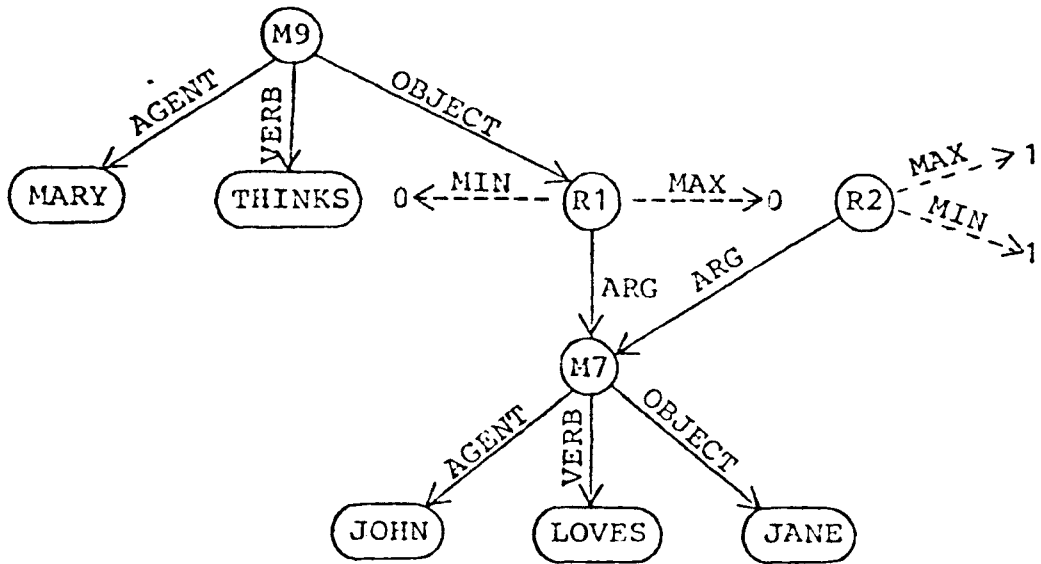 M9
AGENT
VERB
OBJECT
MAX
1
MARY
THINKS
0
MIN
R1
MAX
0
R2
MIN
1
ARG
ARG
M7
AGENT
VERB
OBJECT
JOHN
LOVES
JANE